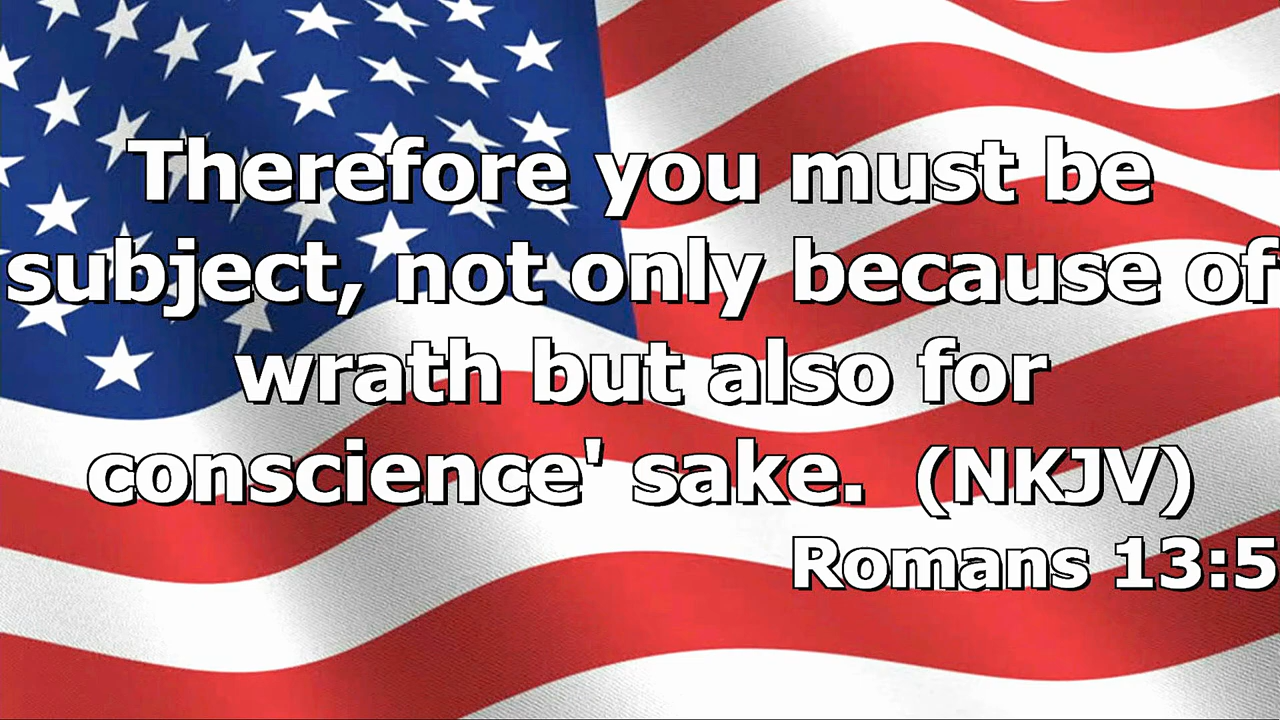 Therefore you must be
subject, not only because of
wrath but also for
conscience' sake.  (NKJV)
Romans 13:5